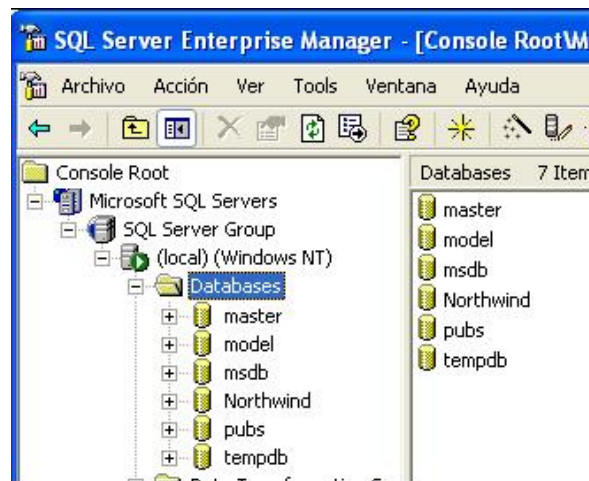 SQL Server Enterprise Manager - [Console Root\M
Archivo Acción Ver Tools Ventana Ayuda
Console Root
Microsoft SQL Servers
SQL Server Group
(local) (Windows NT)
Databases
master
model
msdb
Northwind
pubs
tempdb
Databases 7 Item
master
model
msdb
Northwind
pubs
tempdb